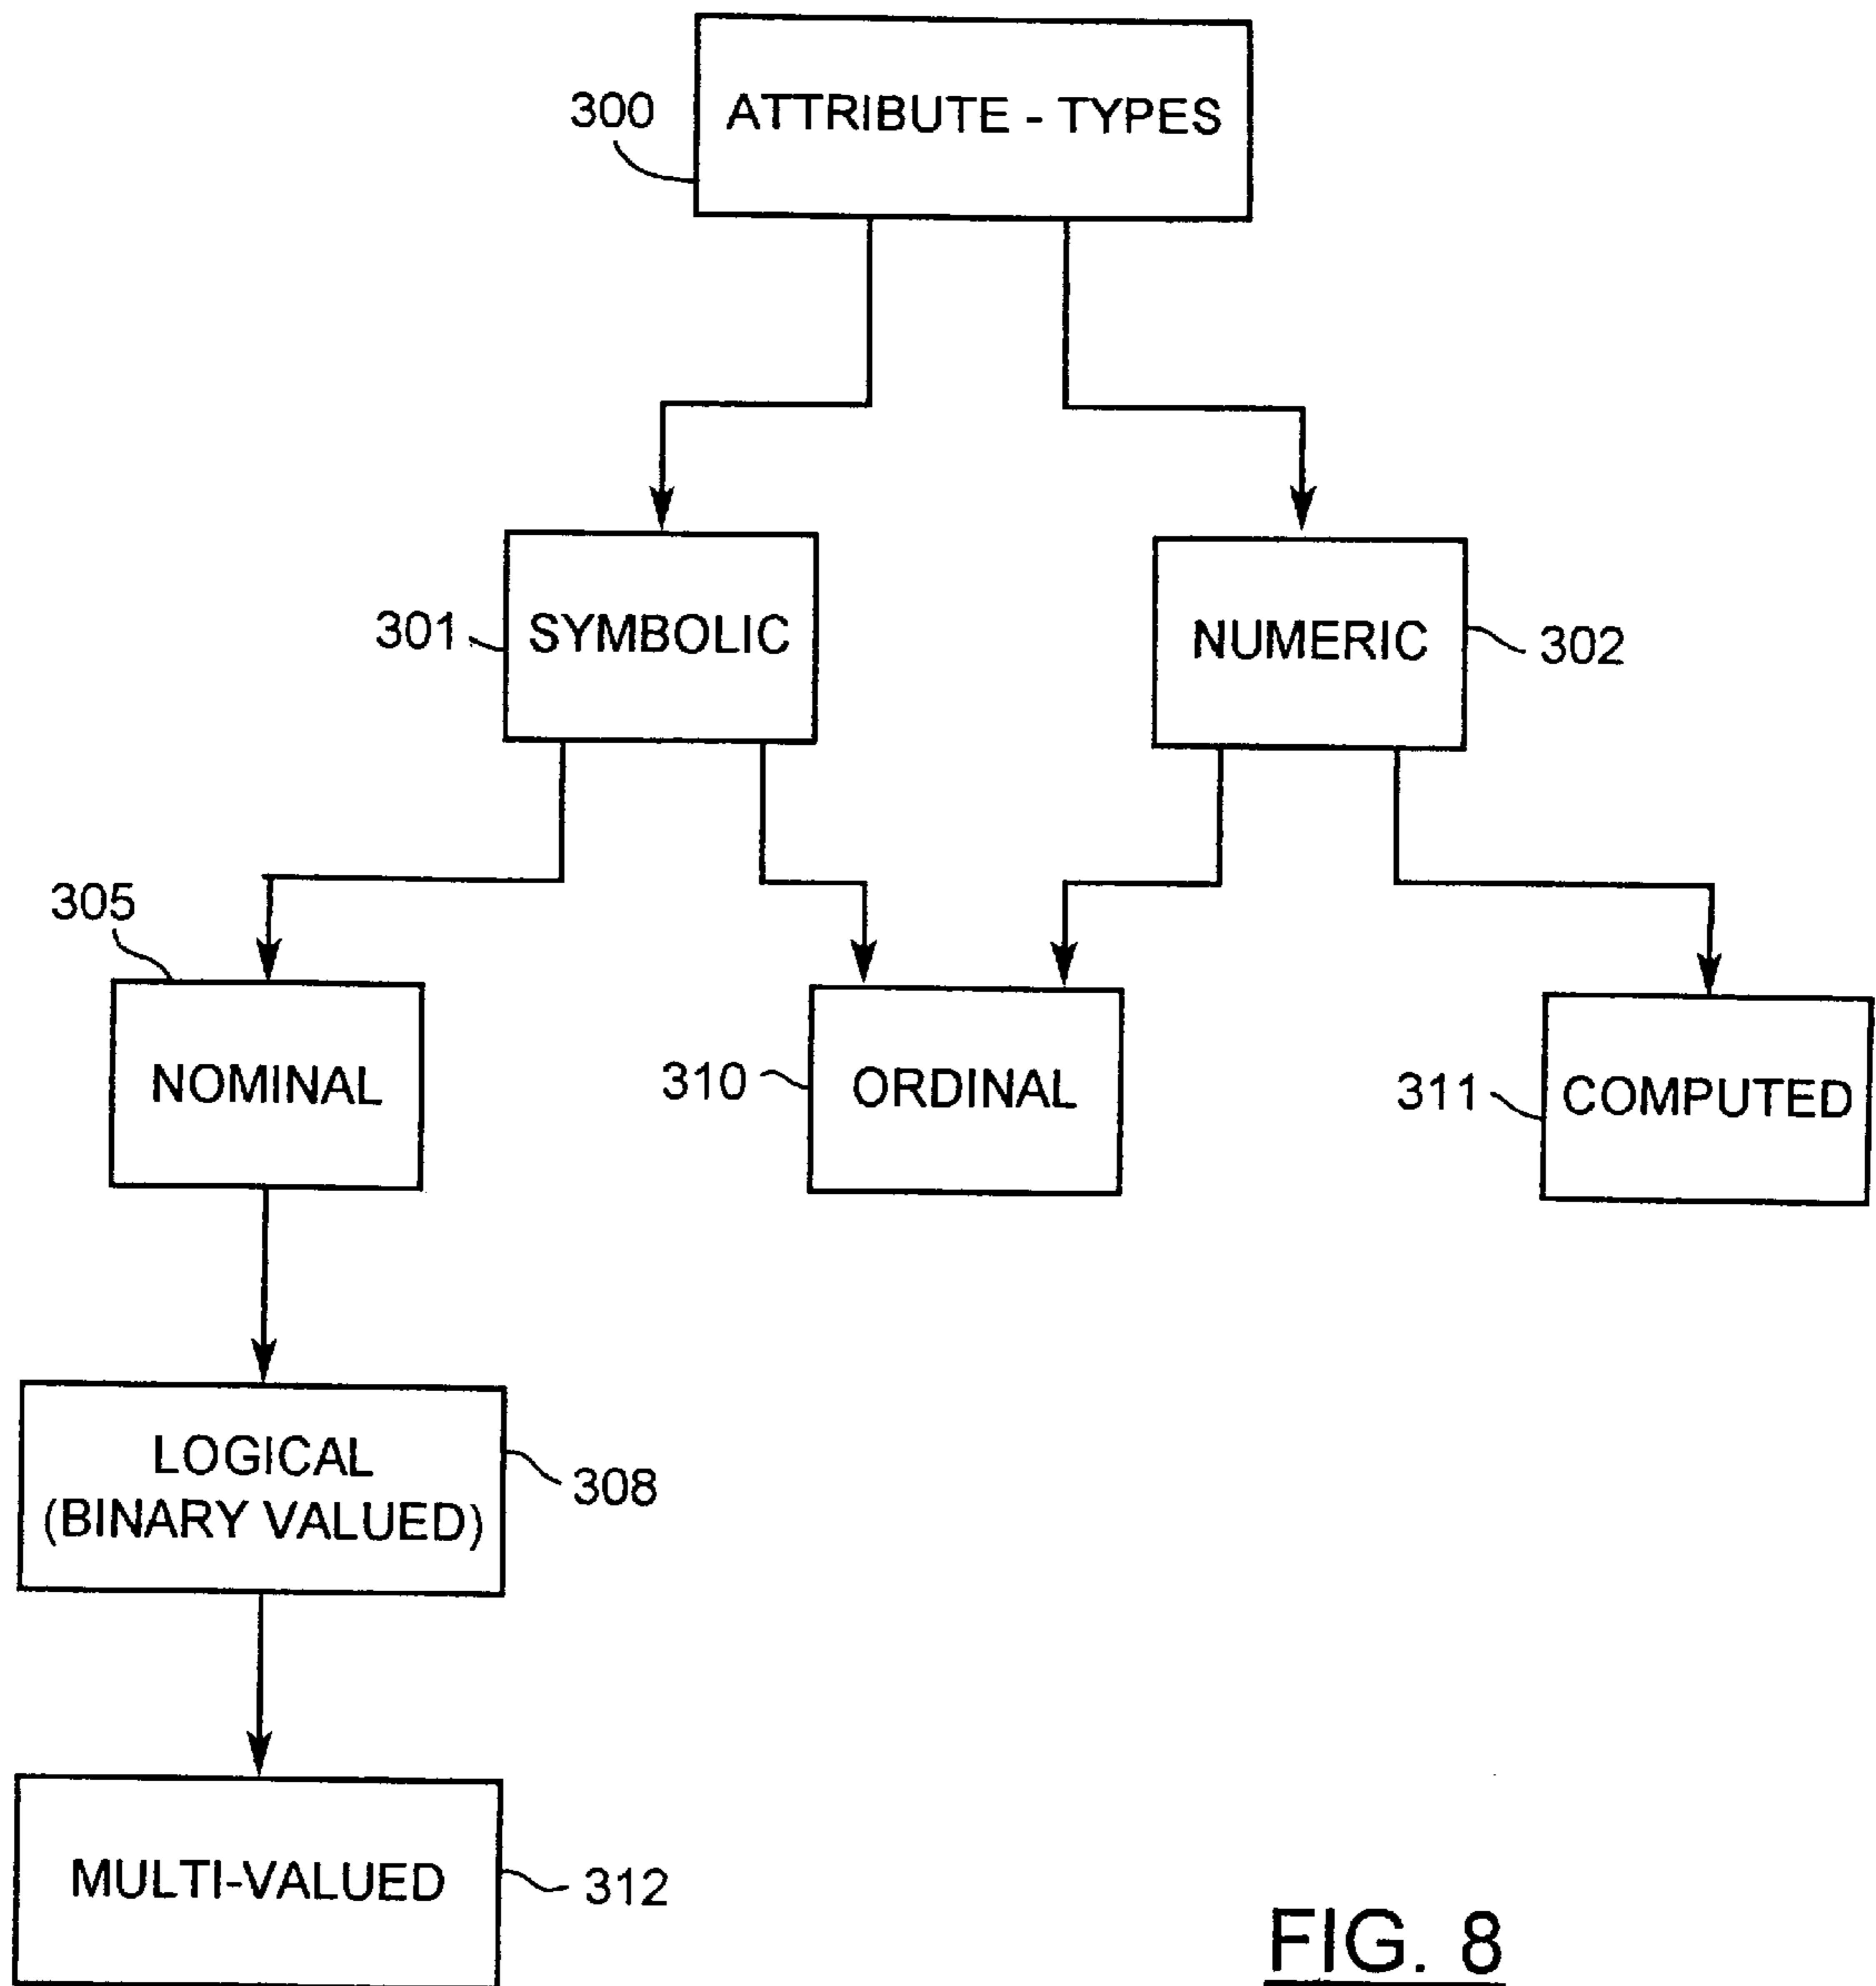 300
ATTRIBUTE - TYPES
301
SYMBOLIC
NUMERIC
302
305
NOMINAL
310
ORDINAL
311
COMPUTED
LOGICAL
(BINARY VALUED)
308
MULTI-VALUED
312
FIG. 8